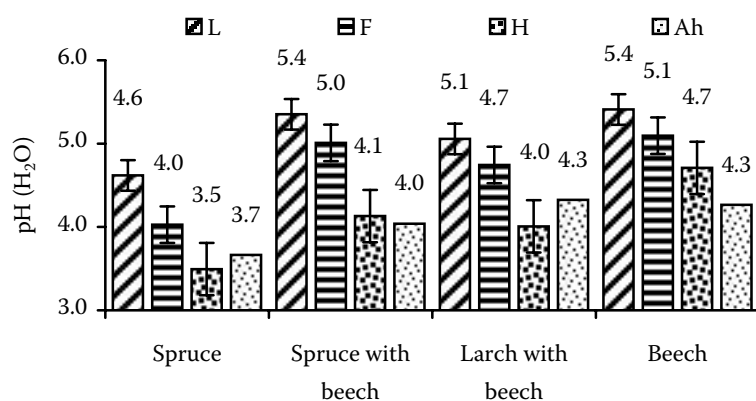 L F H Ah
6.0
5.0
4.0
3.0
pH (H₂O)
4.6 4.0 3.5 3.7
5.4 5.0 4.1 4.0
5.1 4.7 4.0 4.3
5.4 5.1 4.7 4.3
Spruce
Spruce with
beech
Larch with
beech
Beech